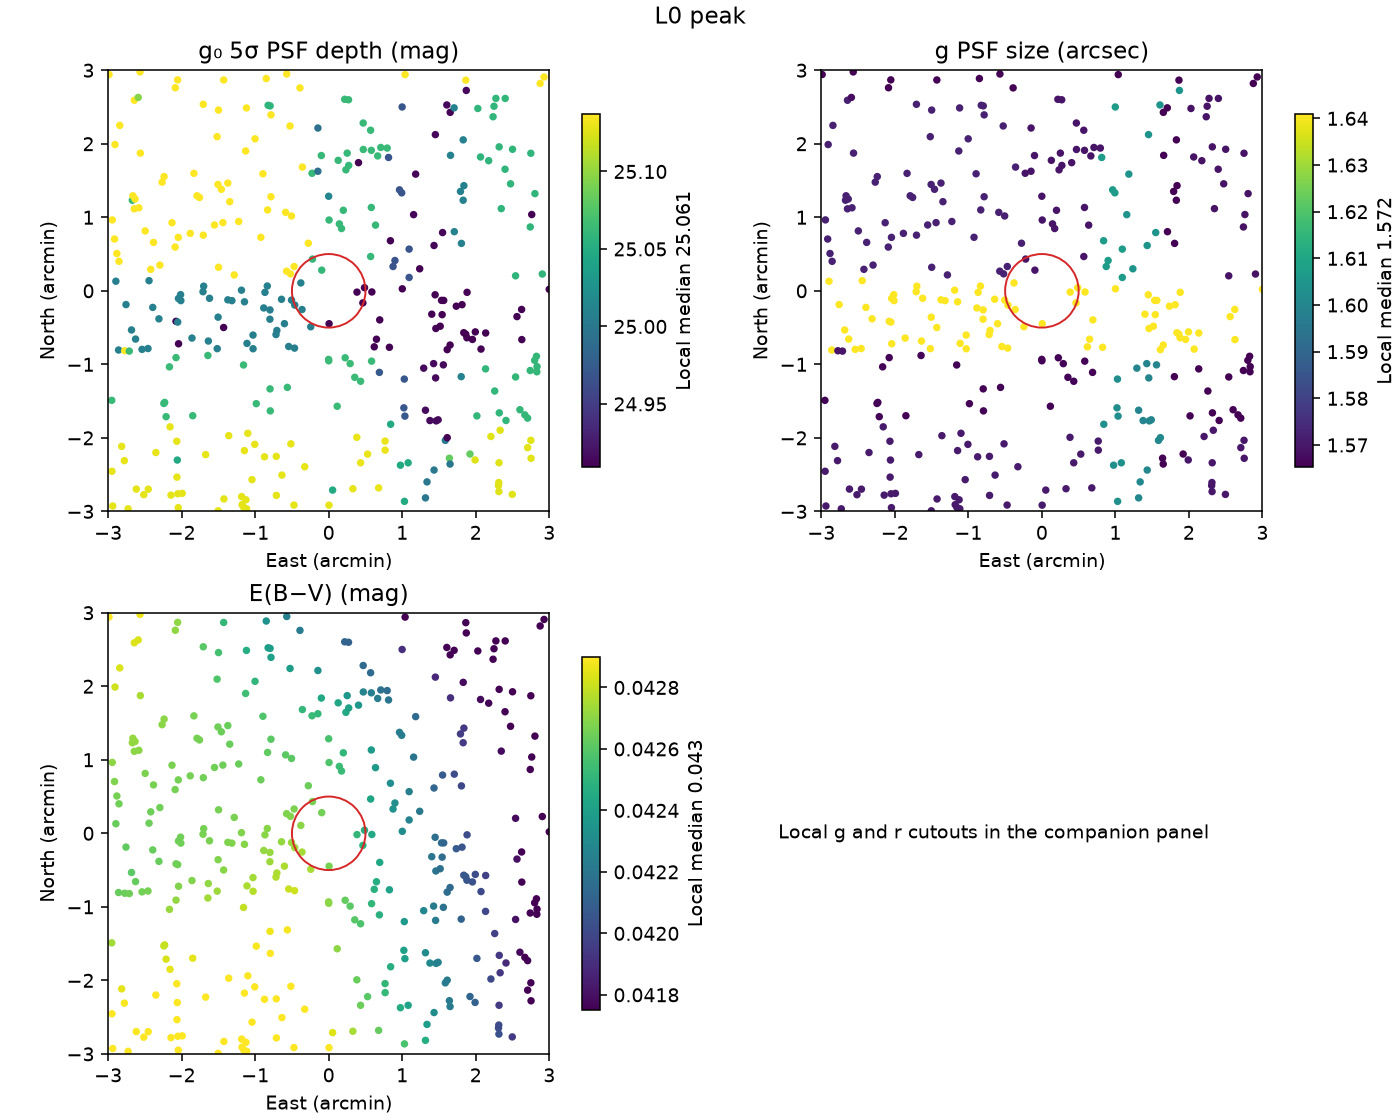 L0 peak
g₀ 5σ PSF depth (mag)
3
2
1
0
−1
−2
−3
−3 −2 −1 0 1 2 3
North (arcmin)
East (arcmin)
25.10
25.05
25.00
24.95
Local median 25.061
g PSF size (arcsec)
3
2
1
0
−1
−2
−3
−3 −2 −1 0 1 2 3
North (arcmin)
East (arcmin)
1.64
1.63
1.62
1.61
1.60
1.59
1.58
1.57
Local median 1.572
E(B−V) (mag)
3
2
1
0
−1
−2
−3
−3 −2 −1 0 1 2 3
North (arcmin)
East (arcmin)
0.0428
0.0426
0.0424
0.0422
0.0420
0.0418
Local median 0.043
Local g and r cutouts in the companion panel